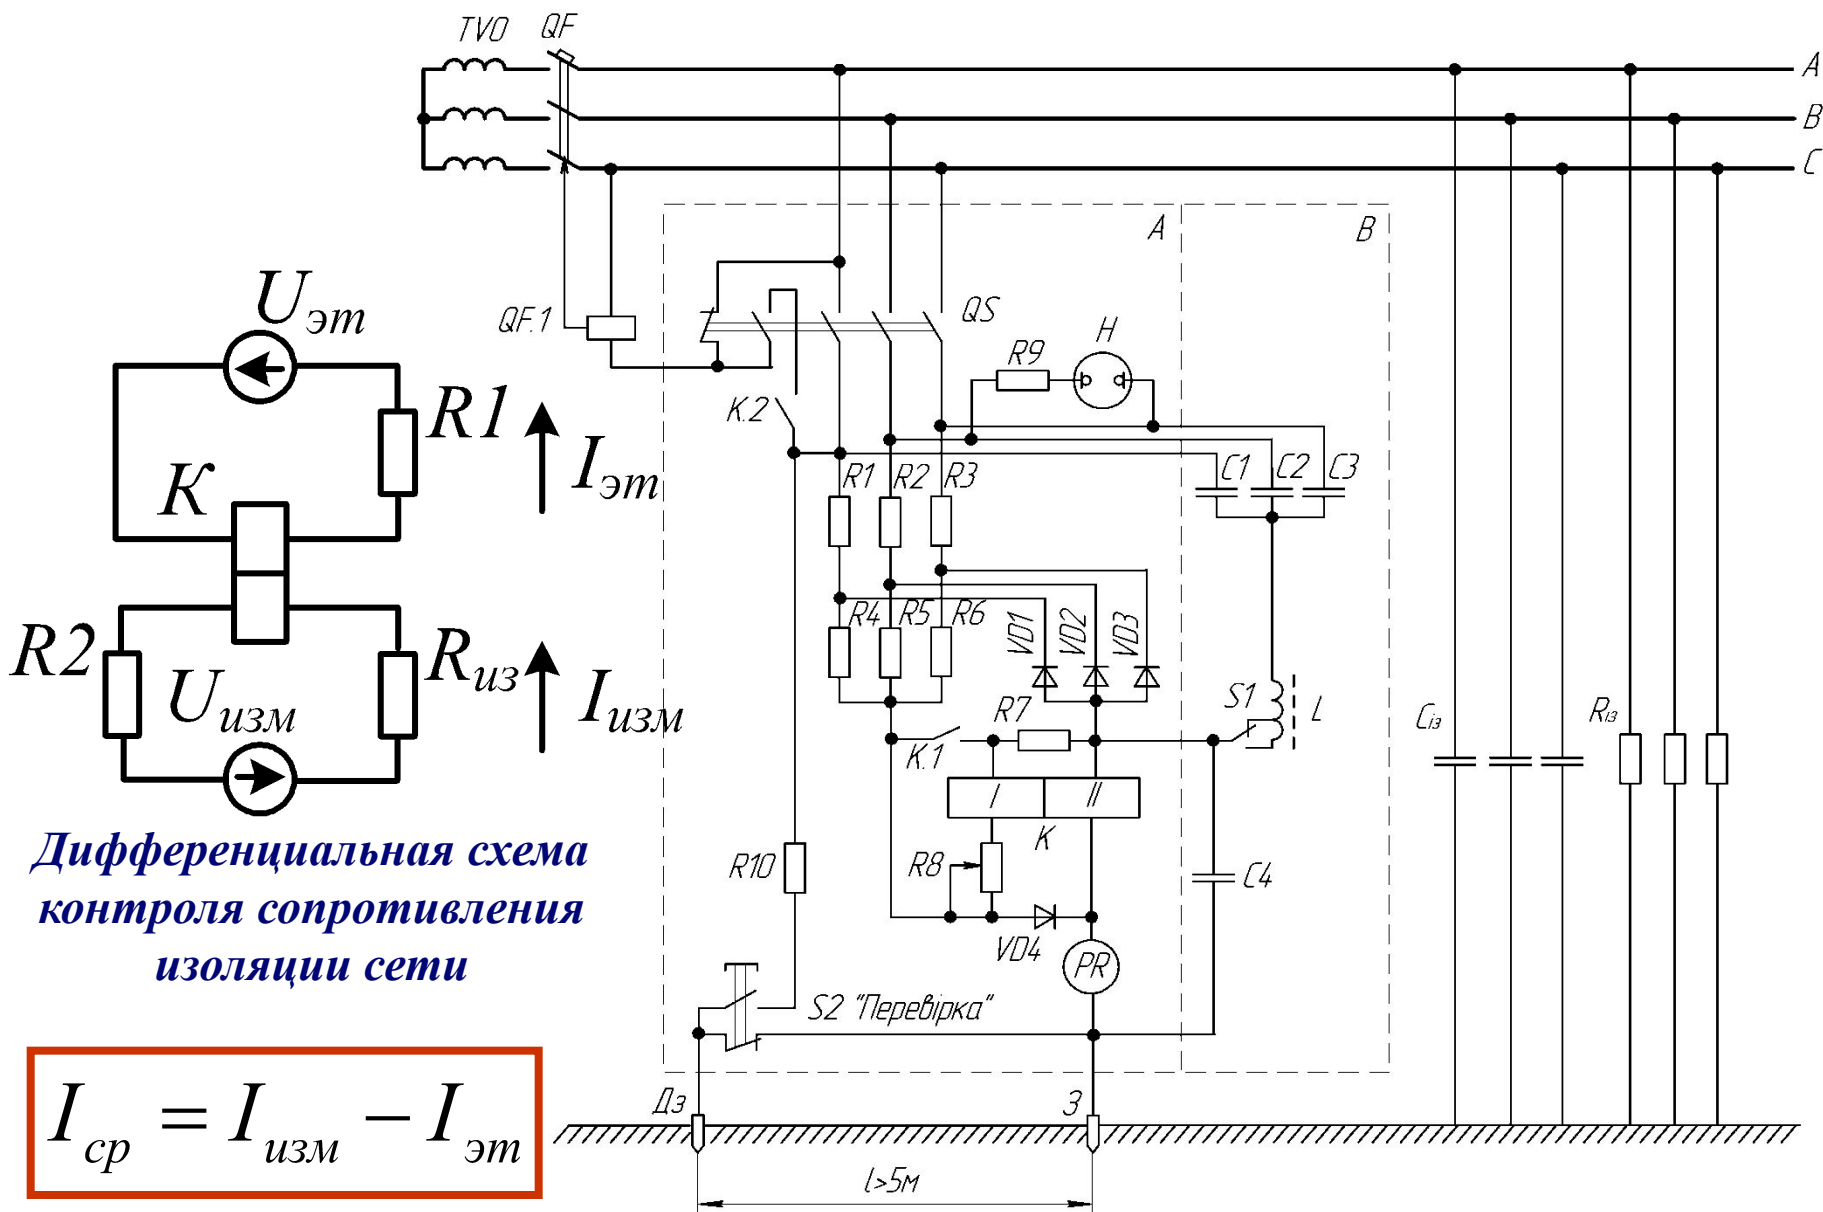 TVO
QF
A
B
C
A
B
QF.1
QS
H
R9
K.2
R1
R2
R3
C1
C2
C3
R4
R5
R6
VD1
VD2
VD3
S1
L
R7
K.1
I
II
K
R8
R10
VD4
C4
PR
S2 "Перевірка"
Cіз
Rіз
Дз
З
l>5м
Uэт
R1
Iэт
K
R2
Uизм
Rиз
Iизм
Дифференциальная схема
контроля сопротивления
изоляции сети
Iср = Iизм − Iэт